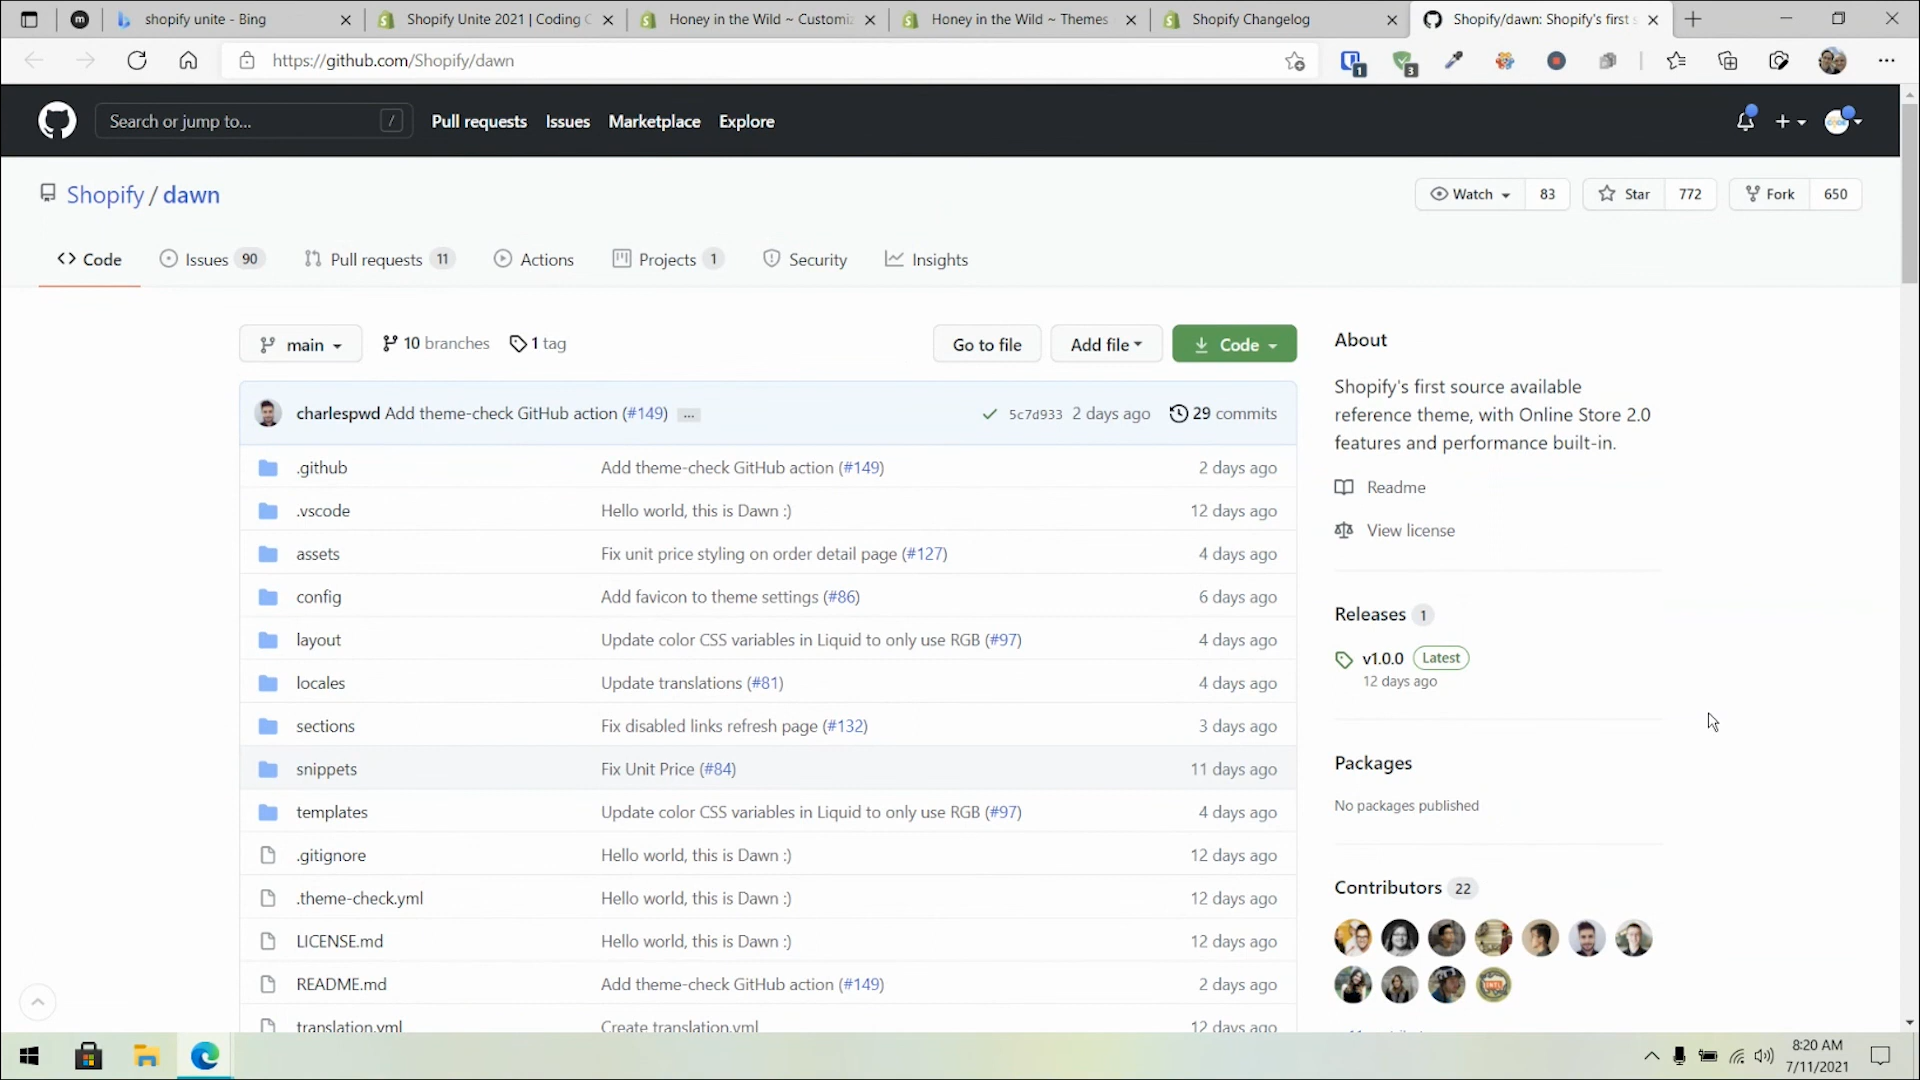 shopify unite - Bing
Shopify Unite 2021 | Coding C
Honey in the Wild ~ Customiz
Honey in the Wild ~ Themes
Shopify Changelog
Shopify/dawn: Shopify's first s
https://github.com/Shopify/dawn
1
3
Search or jump to...
/
Pull requests
Issues
Marketplace
Explore
Shopify / dawn
Watch 83
Star 772
Fork 650
Code
Issues 90
Pull requests 11
Actions
Projects 1
Security
Insights
main
10 branches
1 tag
Go to file
Add file
Code
charlespwd Add theme-check GitHub action (#149) ...
5c7d933 2 days ago
29 commits
.github Add theme-check GitHub action (#149) 2 days ago
.vscode Hello world, this is Dawn :) 12 days ago
assets Fix unit price styling on order detail page (#127) 4 days ago
config Add favicon to theme settings (#86) 6 days ago
layout Update color CSS variables in Liquid to only use RGB (#97) 4 days ago
locales Update translations (#81) 4 days ago
sections Fix disabled links refresh page (#132) 3 days ago
snippets Fix Unit Price (#84) 11 days ago
templates Update color CSS variables in Liquid to only use RGB (#97) 4 days ago
.gitignore Hello world, this is Dawn :) 12 days ago
.theme-check.yml Hello world, this is Dawn :) 12 days ago
LICENSE.md Hello world, this is Dawn :) 12 days ago
README.md Add theme-check GitHub action (#149) 2 days ago
translation.yml Create translation.yml 12 days ago
About
Shopify's first source available
reference theme, with Online Store 2.0
features and performance built-in.
Readme
View license
Releases 1
v1.0.0 Latest
12 days ago
Packages
No packages published
Contributors 22
8:20 AM
7/11/2021